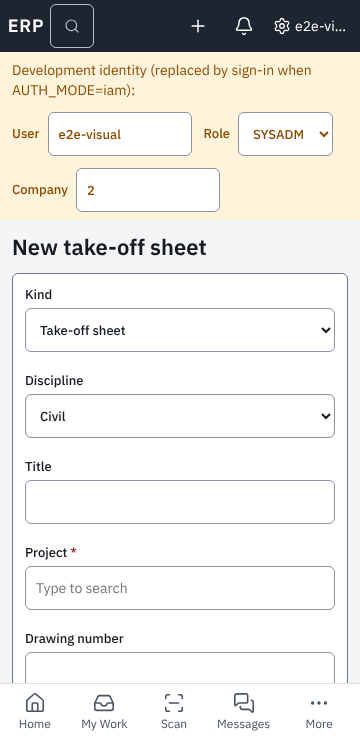 ERP
e2e-vi...
Development identity (replaced by sign-in when
AUTH_MODE=iam):
User
e2e-visual
Role
SYSADM
Company
2
New take-off sheet
Kind
Take-off sheet
Discipline
Civil
Title
Project *
Type to search
Drawing number
Home
My Work
Scan
Messages
More